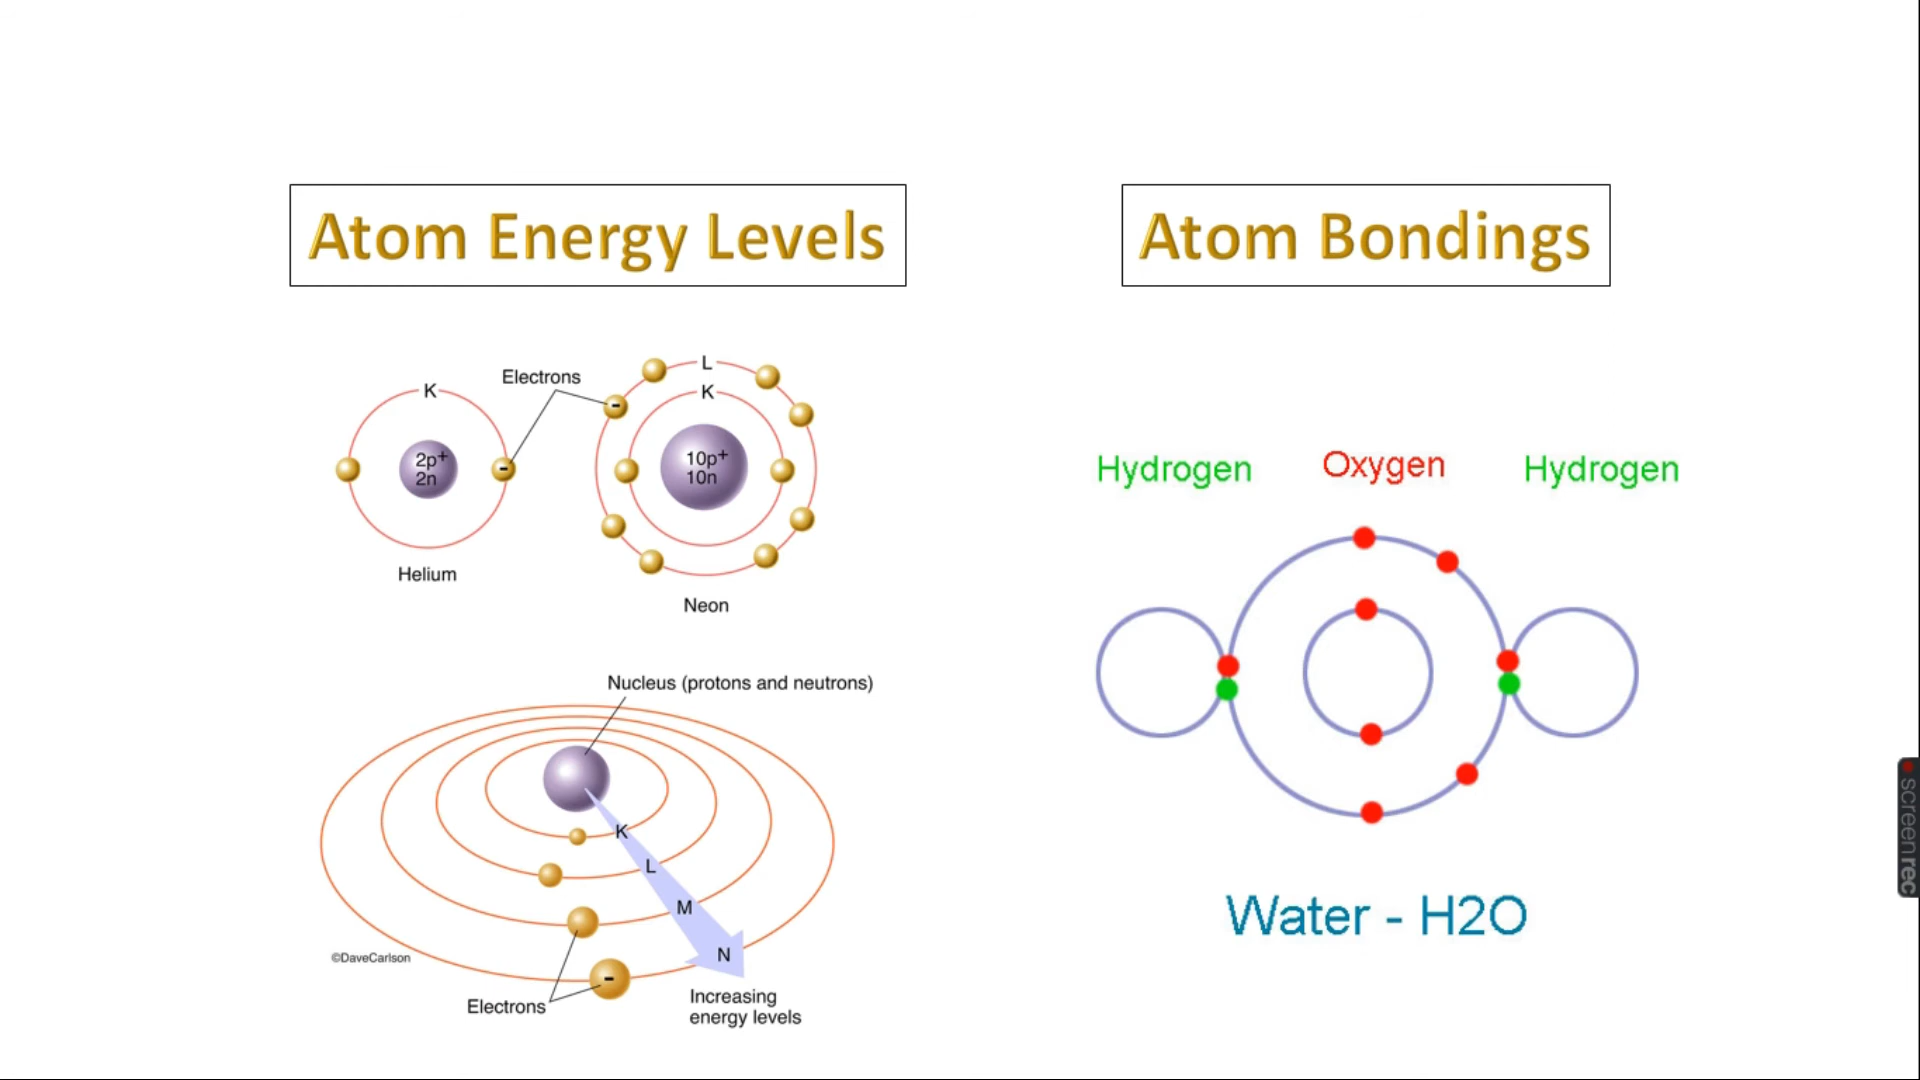 Atom Energy Levels
Atom Bondings
Electrons
K
2p+
2n
Helium
L
K
10p+
10n
Neon
Nucleus (protons and neutrons)
K
L
M
N
©DaveCarlson
Electrons
Increasing
energy levels
Hydrogen
Oxygen
Hydrogen
Water - H2O
screenrec